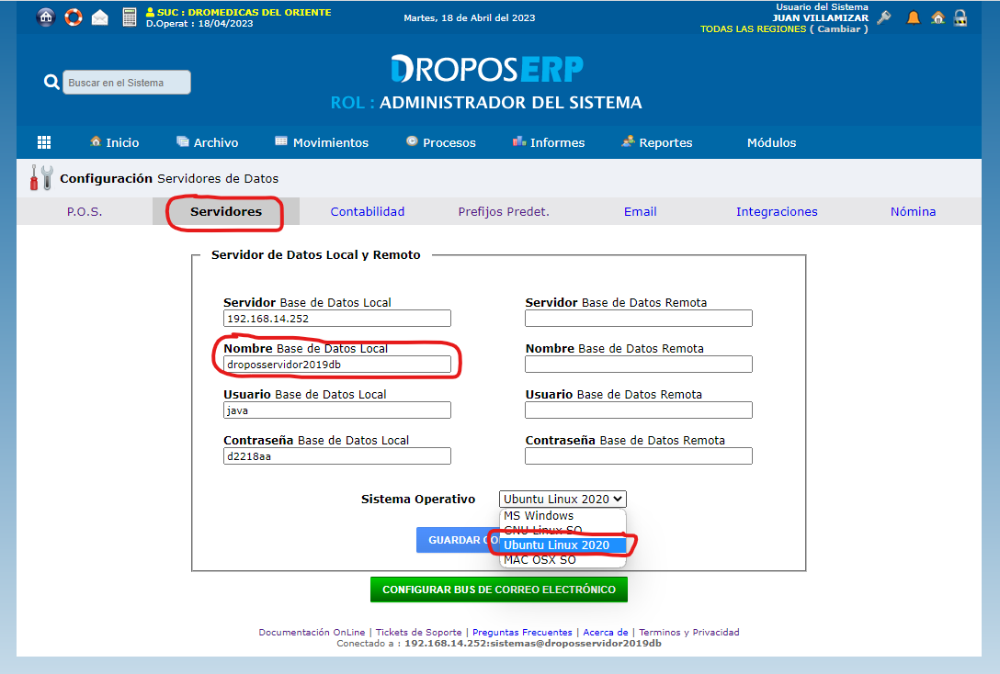 SUC : DROMEDICAS DEL ORIENTE
D.Operat : 18/04/2023
Martes, 18 de Abril del 2023
Usuario del Sistema
JUAN VILLAMIZAR
TODAS LAS REGIONES ( Cambiar )
Buscar en el Sistema
DROPOSERP
ROL : ADMINISTRADOR DEL SISTEMA
Inicio Archivo Movimientos Procesos Informes Reportes Módulos
Configuración Servidores de Datos
P.O.S. Servidores Contabilidad Prefijos Predet. Email Integraciones Nómina
Servidor de Datos Local y Remoto
Servidor Base de Datos Local
192.168.14.252
Servidor Base de Datos Remota
Nombre Base de Datos Local
droposservidor2019db
Nombre Base de Datos Remota
Usuario Base de Datos Local
java
Usuario Base de Datos Remota
Contraseña Base de Datos Local
d2218aa
Contraseña Base de Datos Remota
Sistema Operativo Ubuntu Linux 2020
MS Windows
GNU Linux SO
Ubuntu Linux 2020
MAC OSX SO
GUARDAR
CONFIGURAR BUS DE CORREO ELECTRÓNICO
Documentación OnLine | Tickets de Soporte | Preguntas Frecuentes | Acerca de | Terminos y Privacidad
Conectado a : 192.168.14.252:sistemas@droposservidor2019db